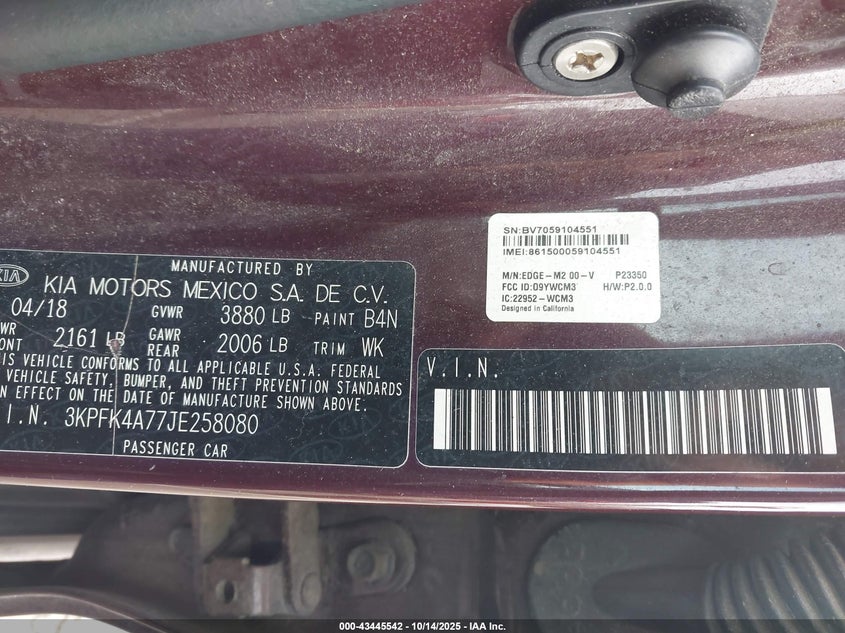 SN:BV7059104551
IMEI:861500059104551
M/N:EDGE-M2 00-V P23350
FCC ID:O9YWCM3 H/W:P2.0.0
IC:22952-WCM3
Designed in California
KIA
MANUFACTURED BY
KIA MOTORS MEXICO S.A. DE C.V.
04/18 GVWR 3880 LB PAINT B4N
WR 2161 LB GAWR 2006 LB TRIM WK
ONT REAR
IS VEHICLE CONFORMS TO ALL APPLICABLE U.S.A. FEDERAL
VEHICLE SAFETY, BUMPER, AND THEFT PREVENTION STANDARDS
IN EFFECT ON THE DATE OF MANUFACTURE SHOWN ABOVE.
I.N. 3KPFK4A77JE258080
PASSENGER CAR
V.I.N.
000-43445542 - 10/14/2025 - IAA Inc.